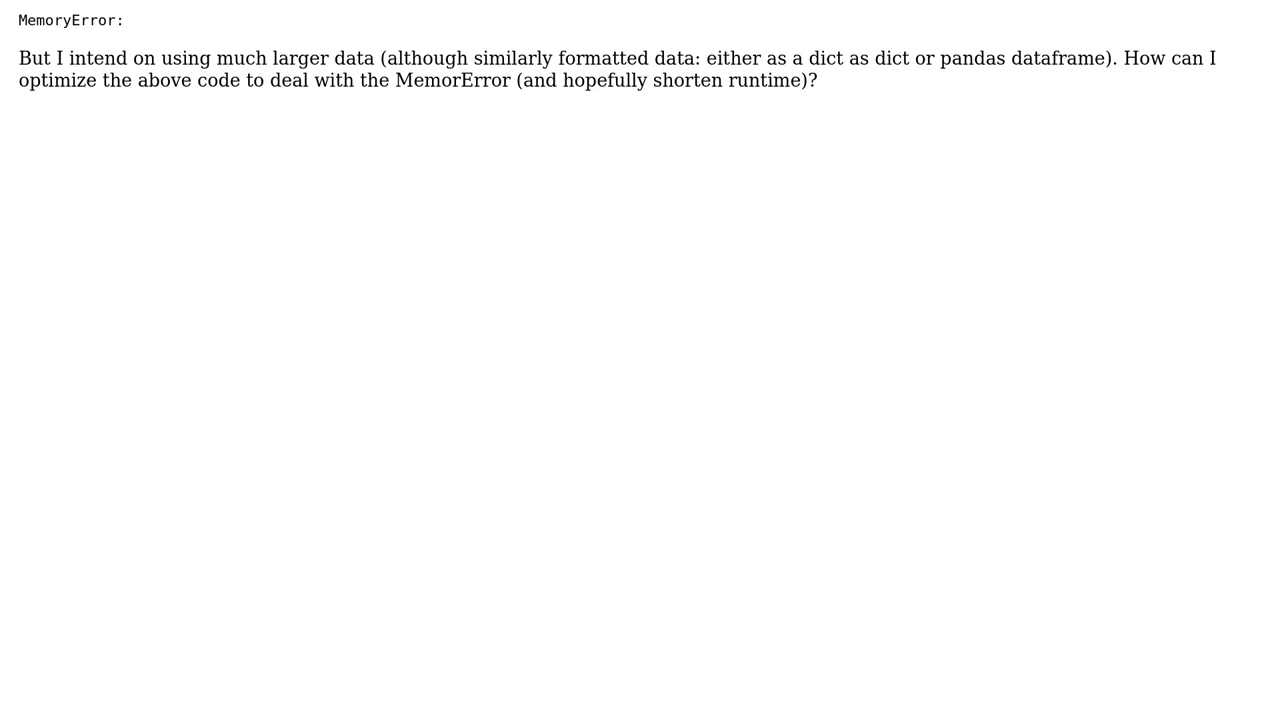 MemoryError:
But I intend on using much larger data (although similarly formatted data: either as a dict as dict or pandas dataframe). How can I
optimize the above code to deal with the MemorError (and hopefully shorten runtime)?